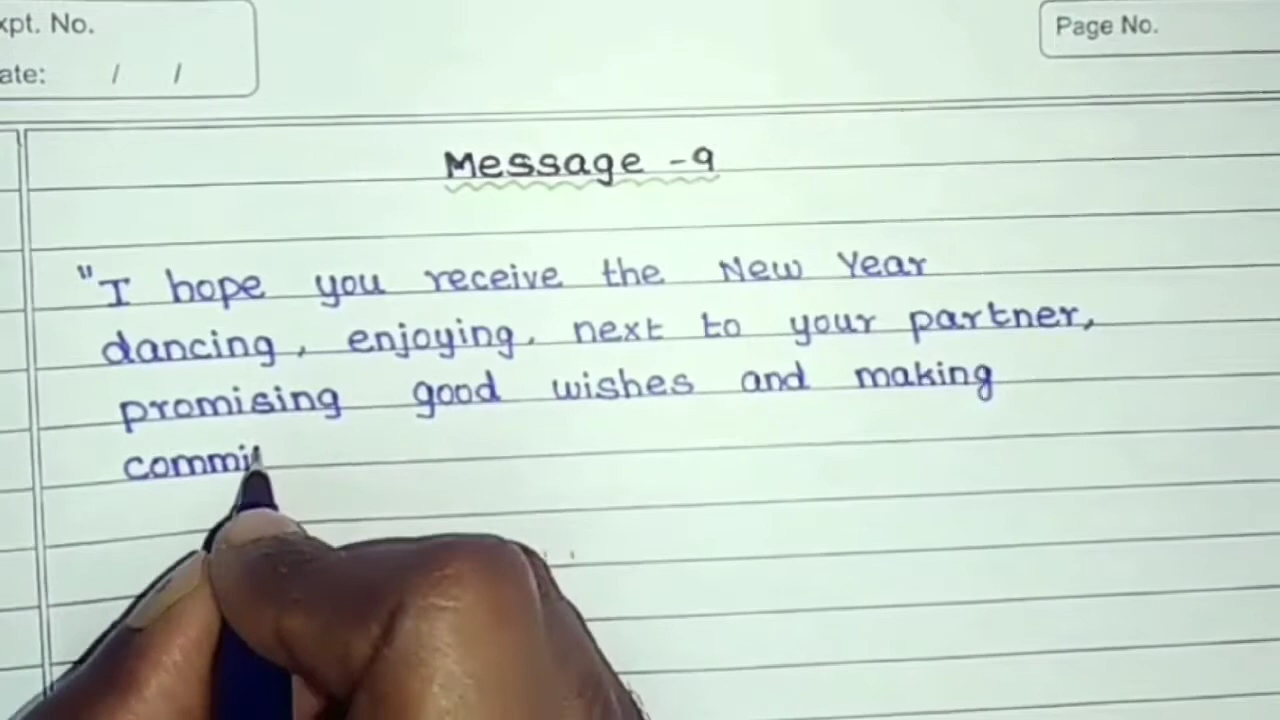 xpt. No.
ate: / /
Page No.
Message -9
"I hope you receive the New Year
dancing, enjoying, next to your partner,
promising good wishes and making
commi